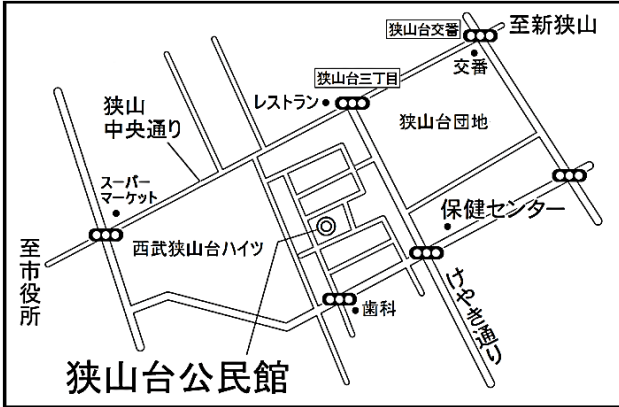 狭山台交番
至新狭山
交番
狭山台三丁目
レストラン
狭山台団地
狭山
中央通り
スーパー
マーケット
保健センター
西武狭山台ハイツ
至市役所
けやき通り
歯科
狭山台公民館